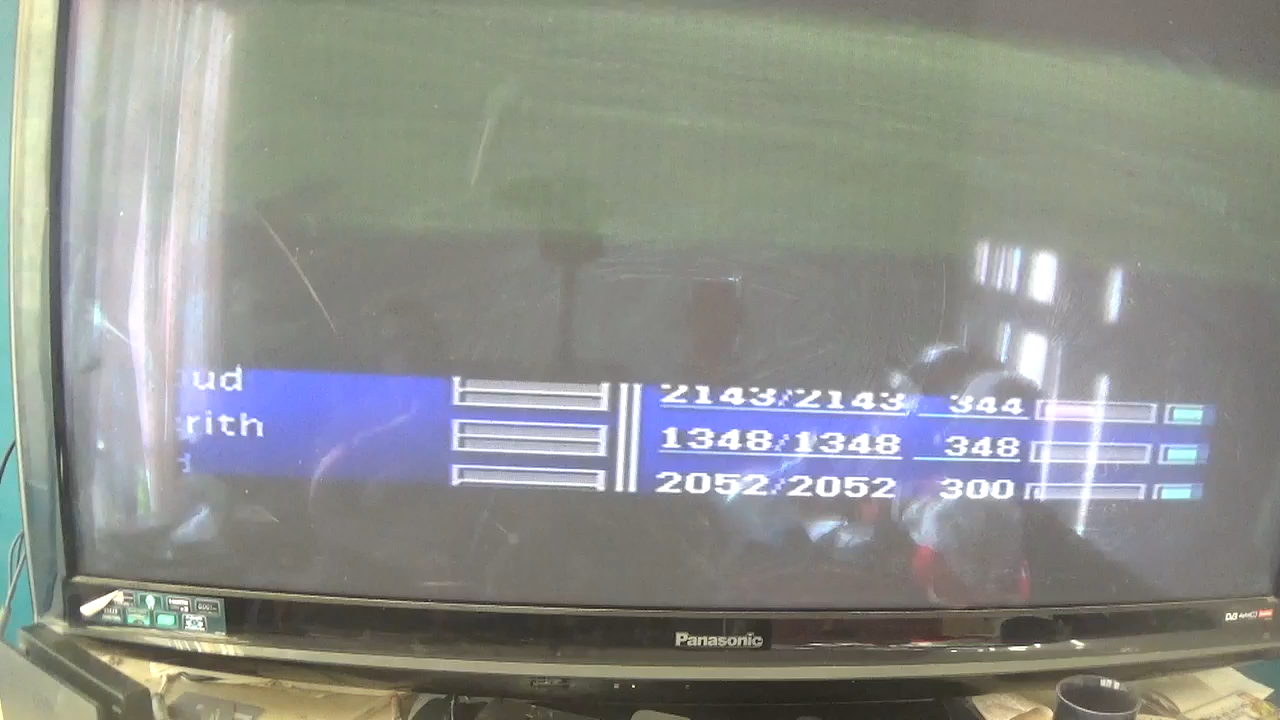 ud
2143/2143 344
rith
1348/1348 348
2052/2052 300
Panasonic